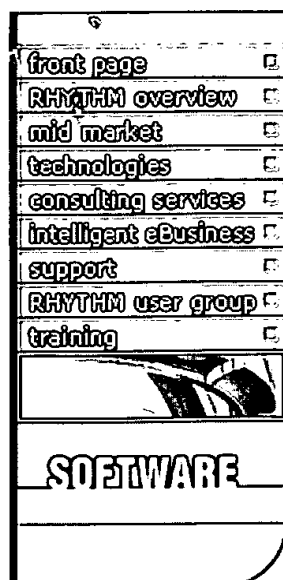 front page
RHYTHM overview
mid market
technologies
consulting services
intelligent eBusiness
support
RHYTHM user group
training
SOFTWARE